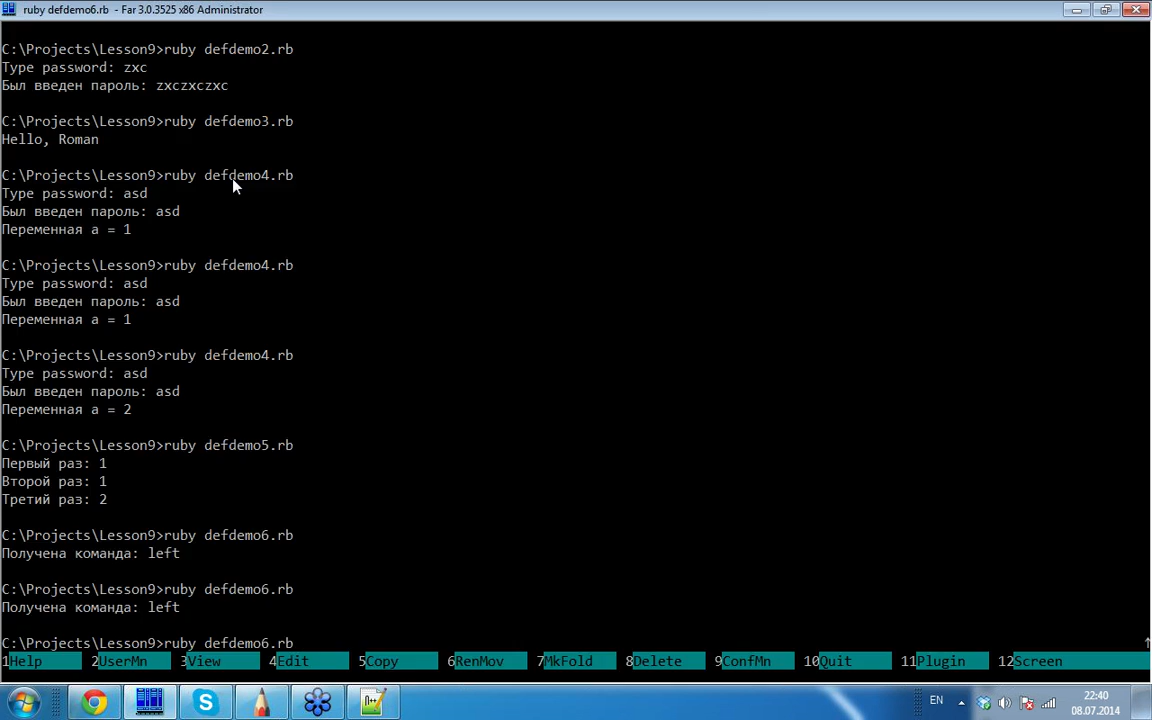 ruby defdemo6.rb - Far 3.0.3525 x86 Administrator
C:\Projects\Lesson9>ruby defdemo2.rb
Type password: zxc
Был введен пароль: zxczxczxc
C:\Projects\Lesson9>ruby defdemo3.rb
Hello, Roman
C:\Projects\Lesson9>ruby defdemo4.rb
Type password: asd
Был введен пароль: asd
Переменная a = 1
C:\Projects\Lesson9>ruby defdemo4.rb
Type password: asd
Был введен пароль: asd
Переменная a = 1
C:\Projects\Lesson9>ruby defdemo4.rb
Type password: asd
Был введен пароль: asd
Переменная a = 2
C:\Projects\Lesson9>ruby defdemo5.rb
Первый раз: 1
Второй раз: 1
Третий раз: 2
C:\Projects\Lesson9>ruby defdemo6.rb
Получена команда: left
C:\Projects\Lesson9>ruby defdemo6.rb
Получена команда: left
C:\Projects\Lesson9>ruby defdemo6.rb
1Help 2UserMn 3View 4Edit 5Copy 6RenMov 7MkFold 8Delete 9ConfMn 10Quit 11Plugin 12Screen
EN 22:40
08.07.2014